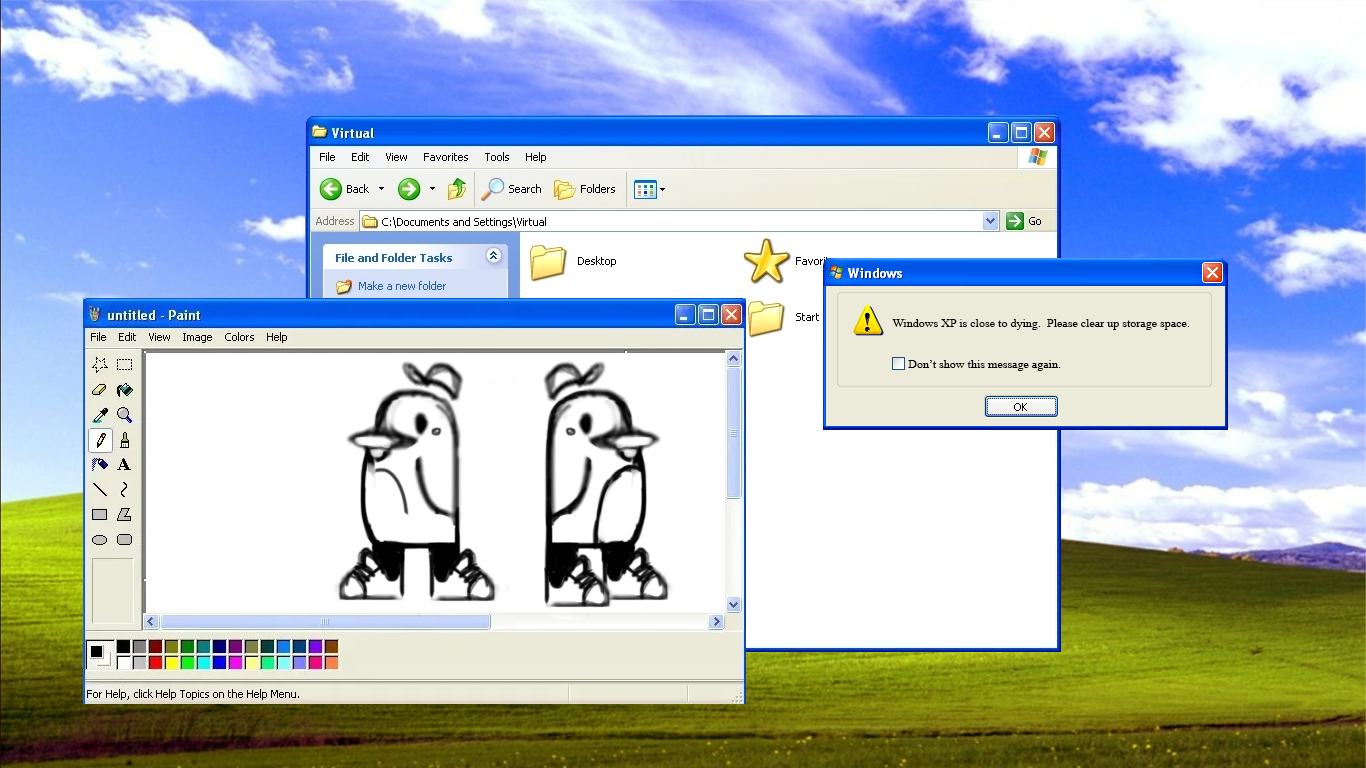 Virtual
File Edit View Favorites Tools Help
Back Search Folders
Address C:\Documents and Settings\Virtual Go
File and Folder Tasks
Make a new folder
Desktop
Favori
Start
Windows
Windows XP is close to dying. Please clear up storage space.
Don't show this message again.
OK
untitled - Paint
File Edit View Image Colors Help
A
For Help, click Help Topics on the Help Menu.